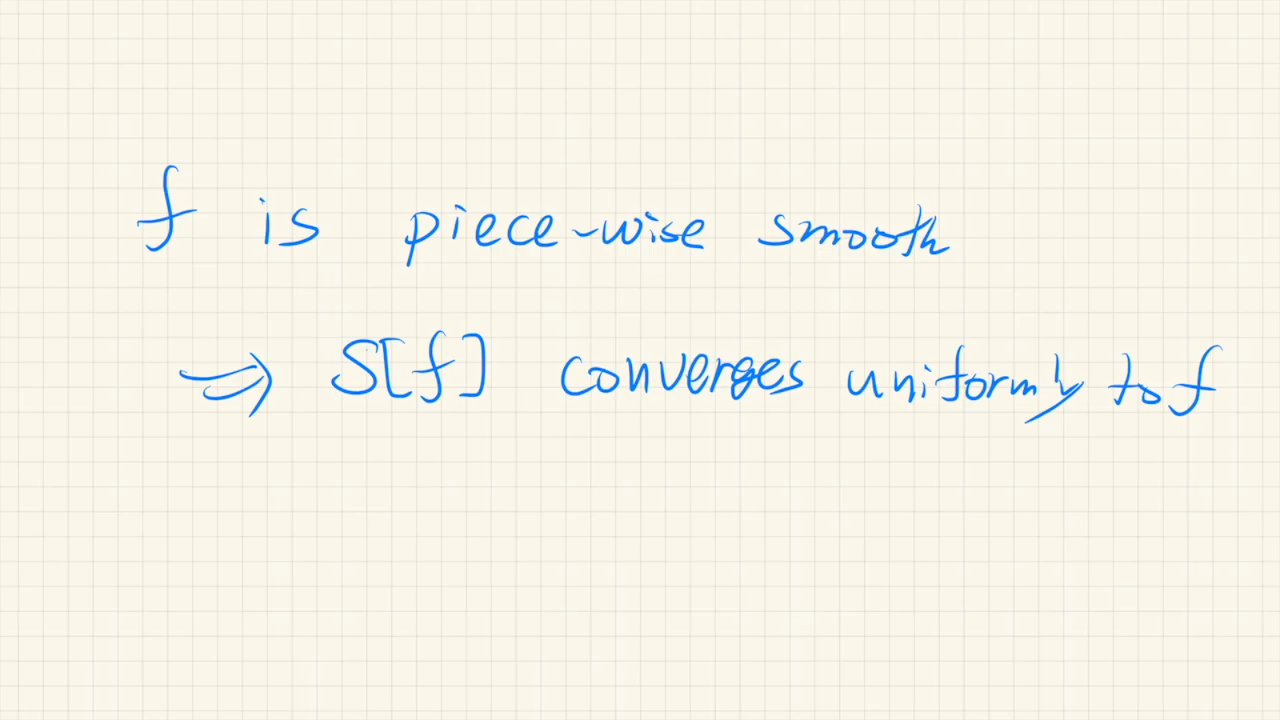 f is piece-wise smooth
⇒ S[f] converges uniformly to f